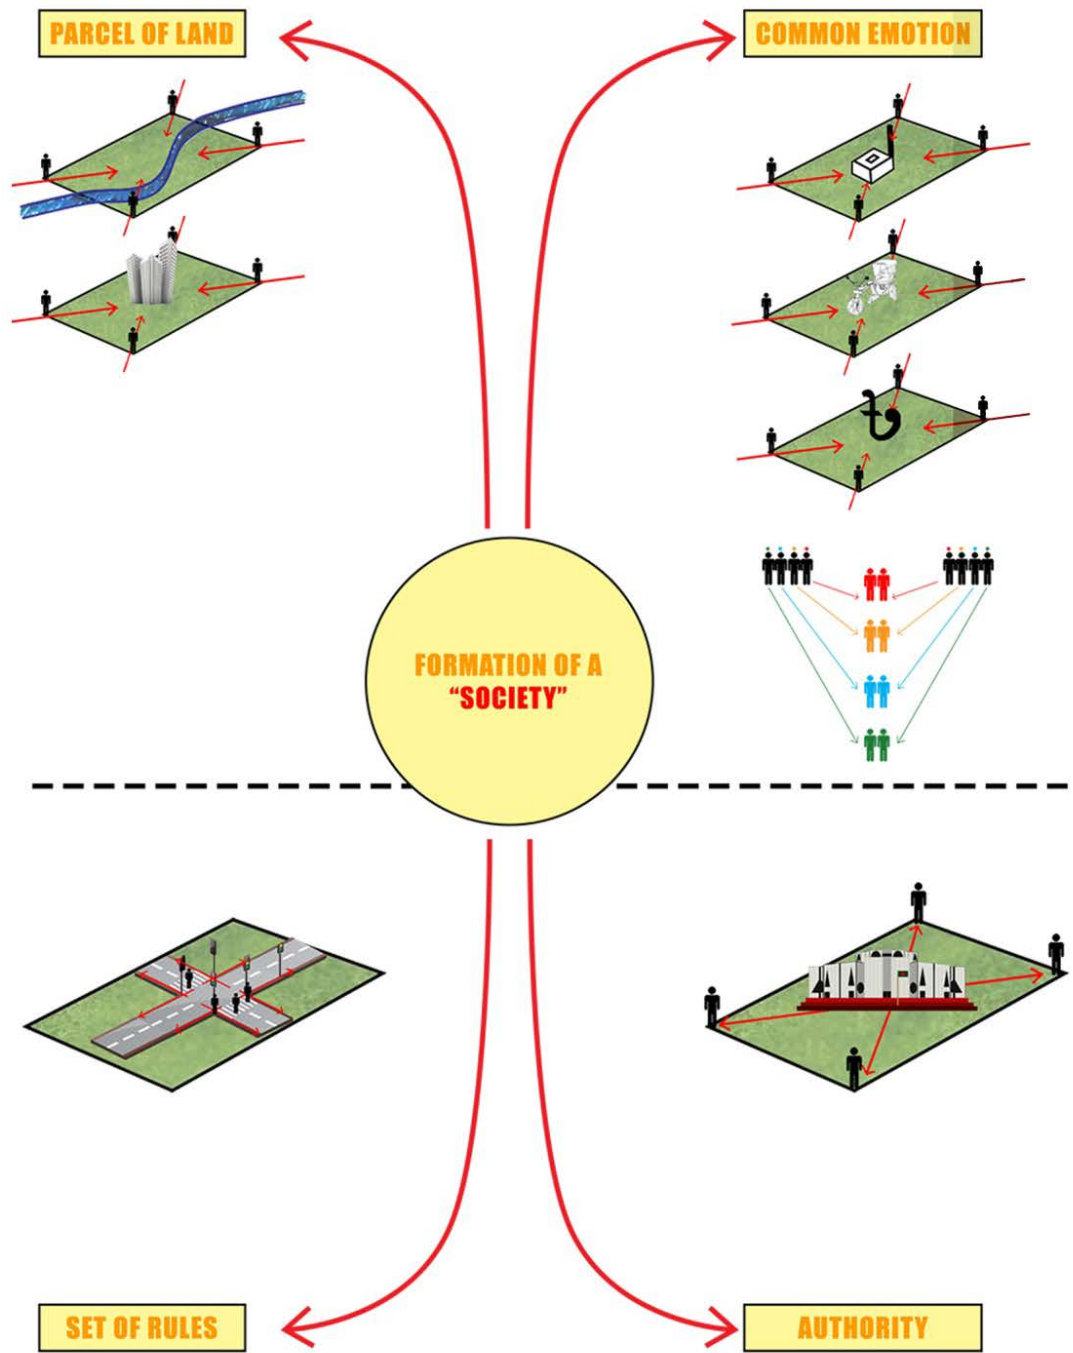 PARCEL OF LAND
COMMON EMOTION
৳
FORMATION OF A
“SOCIETY”
SET OF RULES
AUTHORITY